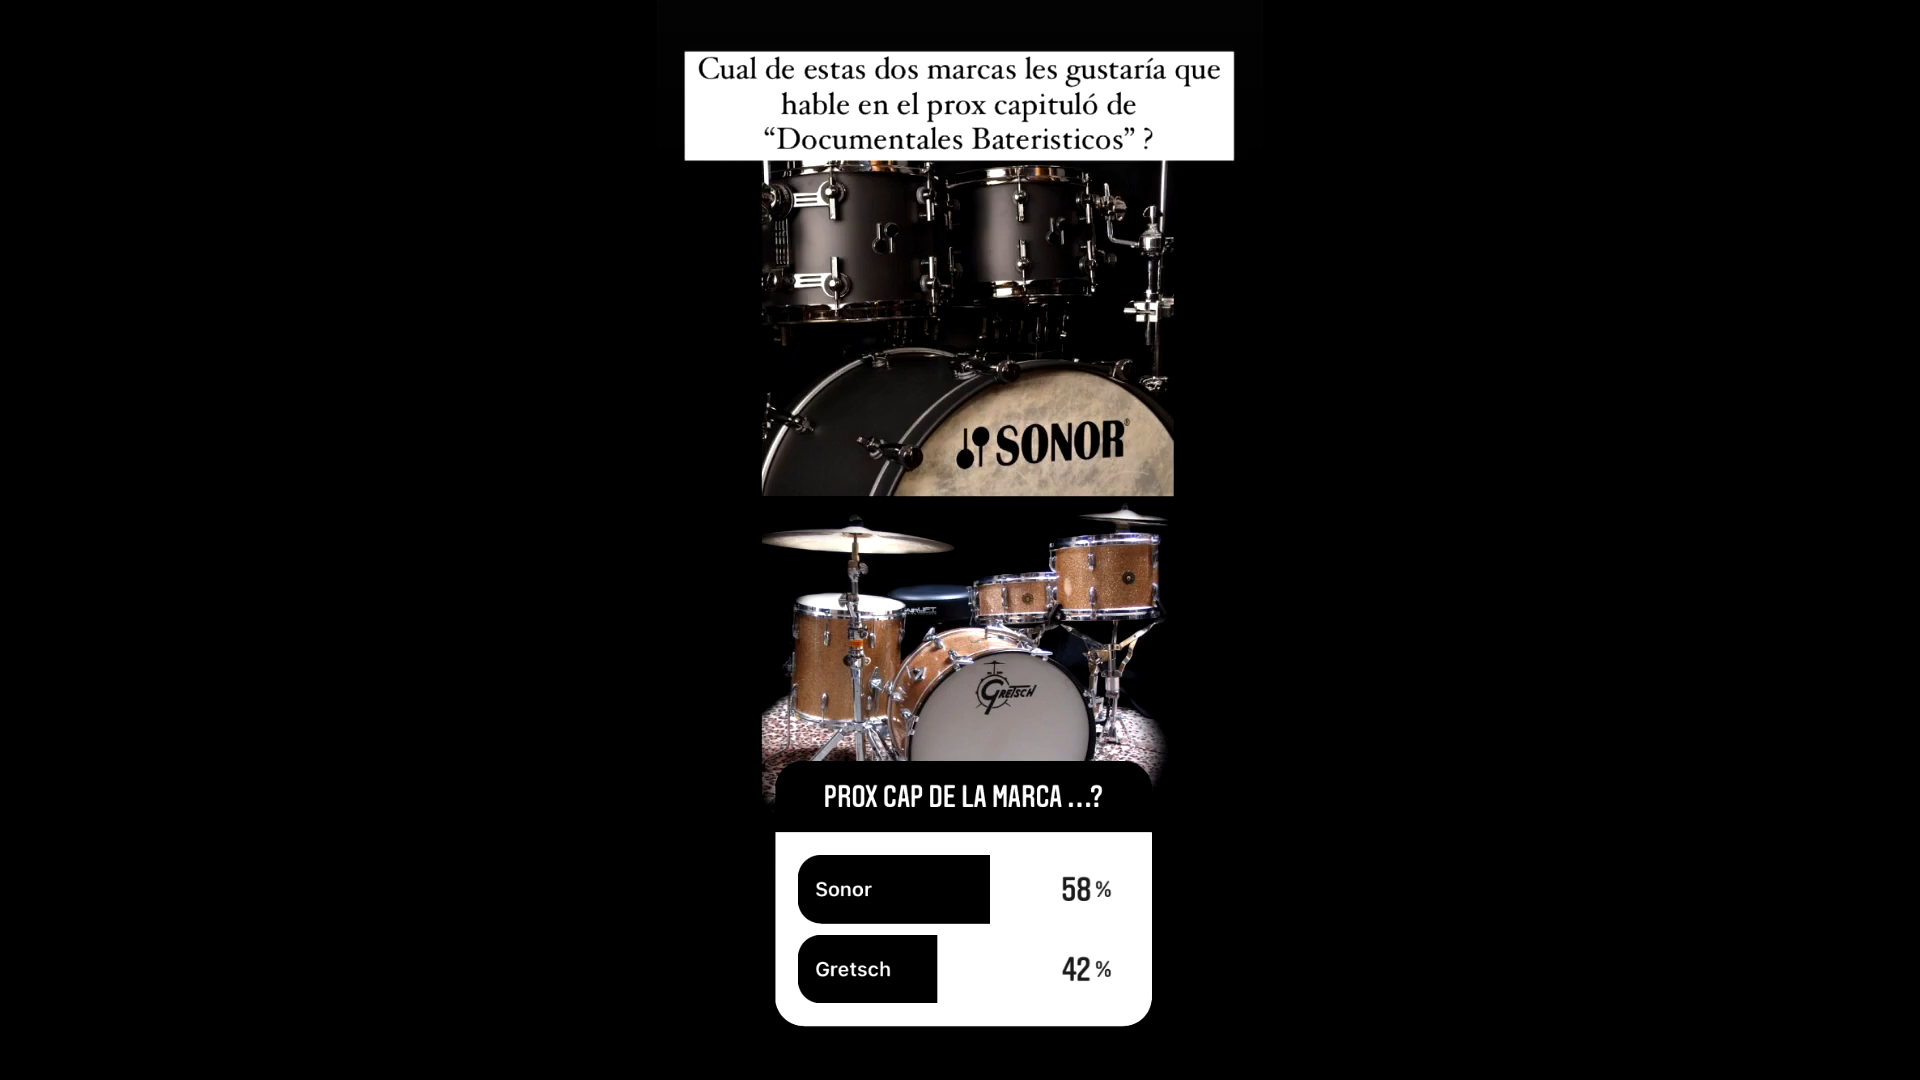 Cual de estas dos marcas les gustaría que
hable en el prox capituló de
“Documentales Bateristicos” ?
SONOR
GRETSCH
PROX CAP DE LA MARCA ...?
Sonor 58%
Gretsch 42%